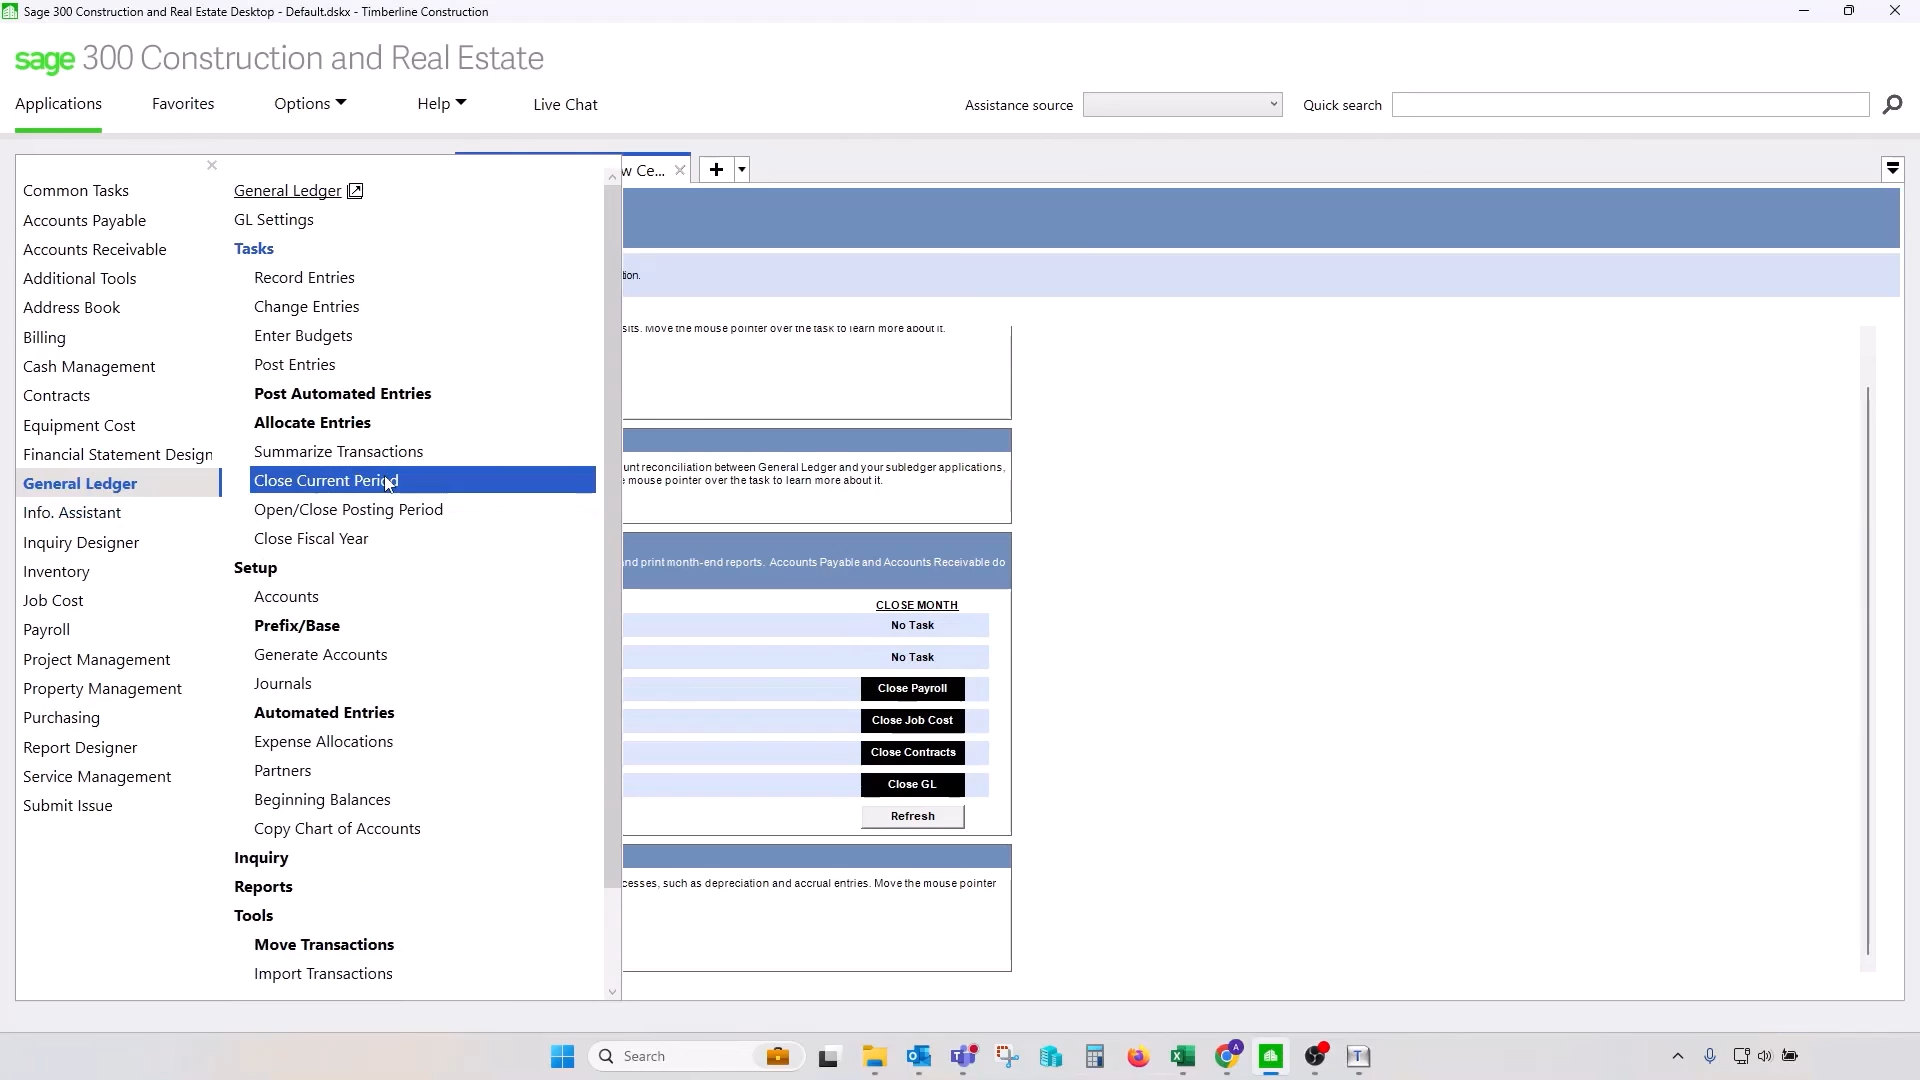 Sage 300 Construction and Real Estate Desktop - Default.dskx - Timberline Construction
sage 300 Construction and Real Estate
Applications
Favorites
Options
Help
Live Chat
Assistance source
Quick search
w Ce...
Common Tasks
Accounts Payable
Accounts Receivable
Additional Tools
Address Book
Billing
Cash Management
Contracts
Equipment Cost
Financial Statement Design
General Ledger
Info. Assistant
Inquiry Designer
Inventory
Job Cost
Payroll
Project Management
Property Management
Purchasing
Report Designer
Service Management
Submit Issue
General Ledger
GL Settings
Tasks
Record Entries
Change Entries
Enter Budgets
Post Entries
Post Automated Entries
Allocate Entries
Summarize Transactions
Close Current Period
Open/Close Posting Period
Close Fiscal Year
Setup
Accounts
Prefix/Base
Generate Accounts
Journals
Automated Entries
Expense Allocations
Partners
Beginning Balances
Copy Chart of Accounts
Inquiry
Reports
Tools
Move Transactions
Import Transactions
tion.
sits. Move the mouse pointer over the task to learn more about it.
unt reconciliation between General Ledger and your subledger applications,
e mouse pointer over the task to learn more about it.
and print month-end reports. Accounts Payable and Accounts Receivable do
CLOSE MONTH
No Task
No Task
Close Payroll
Close Job Cost
Close Contracts
Close GL
Refresh
cesses, such as depreciation and accrual entries. Move the mouse pointer
Search
A
T